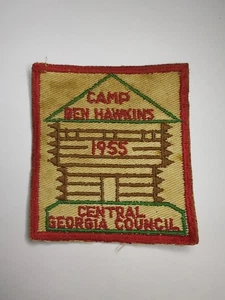 CAMP
BEN HAWKINS
1955
CENTRAL
GEORGIA COUNCIL